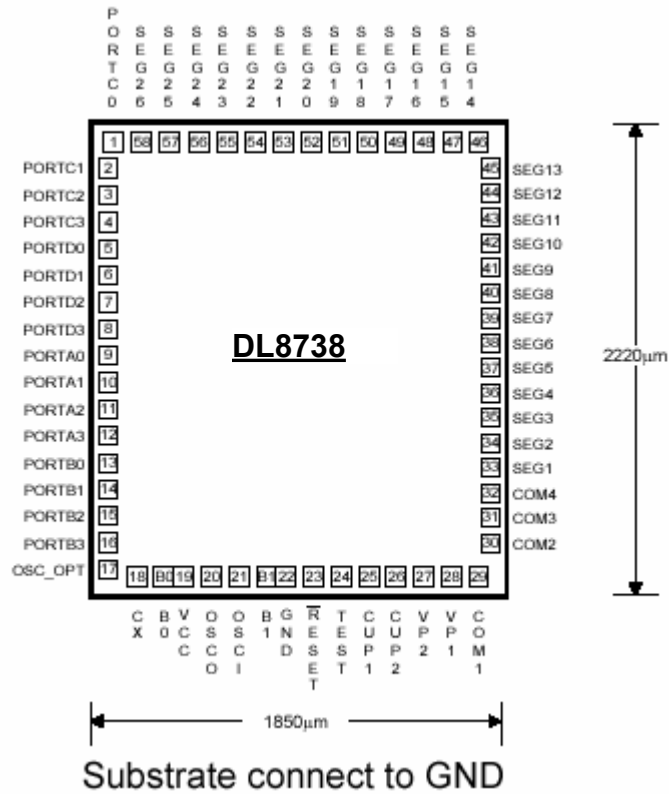 PORTC0 SEG26 SEG25 SEG24 SEG23 SEG22 SEG21 SEG20 SEG19 SEG18 SEG17 SEG16 SEG15 SEG14
1 58 57 56 55 54 53 52 51 50 49 48 47 46
PORTC1 2 45 SEG13
PORTC2 3 44 SEG12
PORTC3 4 43 SEG11
PORTD0 5 42 SEG10
PORTD1 6 41 SEG9
PORTD2 7 40 SEG8
PORTD3 8 39 SEG7
DL8738
PORTA0 9 38 SEG6
2220µm
PORTA1 10 37 SEG5
PORTA2 11 36 SEG4
PORTA3 12 35 SEG3
PORTB0 13 34 SEG2
PORTB1 14 33 SEG1
PORTB2 15 32 COM4
PORTB3 16 31 COM3
OSC_OPT 17 30 COM2
18 B0 19 20 21 B1 22 23 24 25 26 27 28 29
CX B0 VCC OSCO OSCI B1 GND RESET TEST CUP1 CUP2 VP2 VP1 COM1
1850µm
Substrate connect to GND